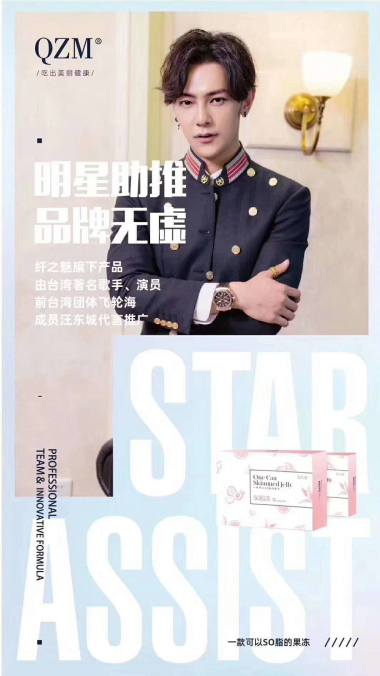 QZM®
/吃出美丽健康/
明星助推
品牌无虚
纤之魅旗下产品
由台湾著名歌手、演员
前台湾团体飞轮海
成员汪东城代言推广
STAR
ASSIST
PROFESSIONAL
TEAM & INNOVATIVE FORMULA
One Can
Skimmed Jelly
一款可以SO脂的果冻 /////